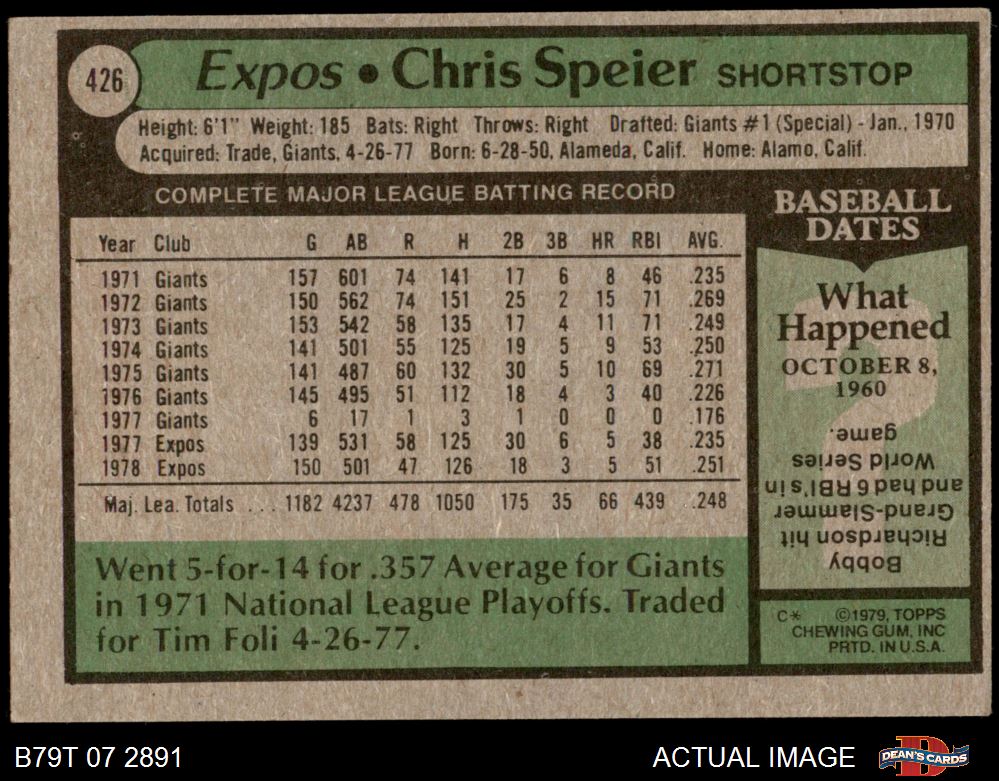 426
Expos • Chris Speier SHORTSTOP
Height: 6'1" Weight: 185 Bats: Right Throws: Right Drafted: Giants #1 (Special) - Jan., 1970
Acquired: Trade, Giants, 4-26-77 Born: 6-28-50, Alameda, Calif. Home: Alamo, Calif.
COMPLETE MAJOR LEAGUE BATTING RECORD
Year Club G AB R H 2B 3B HR RBI AVG.
1971 Giants 157 601 74 141 17 6 8 46 .235
1972 Giants 150 562 74 151 25 2 15 71 .269
1973 Giants 153 542 58 135 17 4 11 71 .249
1974 Giants 141 501 55 125 19 5 9 53 .250
1975 Giants 141 487 60 132 30 5 10 69 .271
1976 Giants 145 495 51 112 18 4 3 40 .226
1977 Giants 6 17 1 3 1 0 0 0 .176
1977 Expos 139 531 58 125 30 6 5 38 .235
1978 Expos 150 501 47 126 18 3 5 51 .251
Maj. Lea. Totals ... 1182 4237 478 1050 175 35 66 439 .248
Went 5-for-14 for .357 Average for Giants
in 1971 National League Playoffs. Traded
for Tim Foli 4-26-77.
BASEBALL
DATES
What
Happened
OCTOBER 8,
1960
?
Bobby
Richardson hit
Grand-Slammer
and had 6 RBI's in
World Series
game.
C* ©1979, TOPPS
CHEWING GUM, INC
PRTD. IN U.S.A.
B79T 07 2891
ACTUAL IMAGE
DEAN'S CARDS